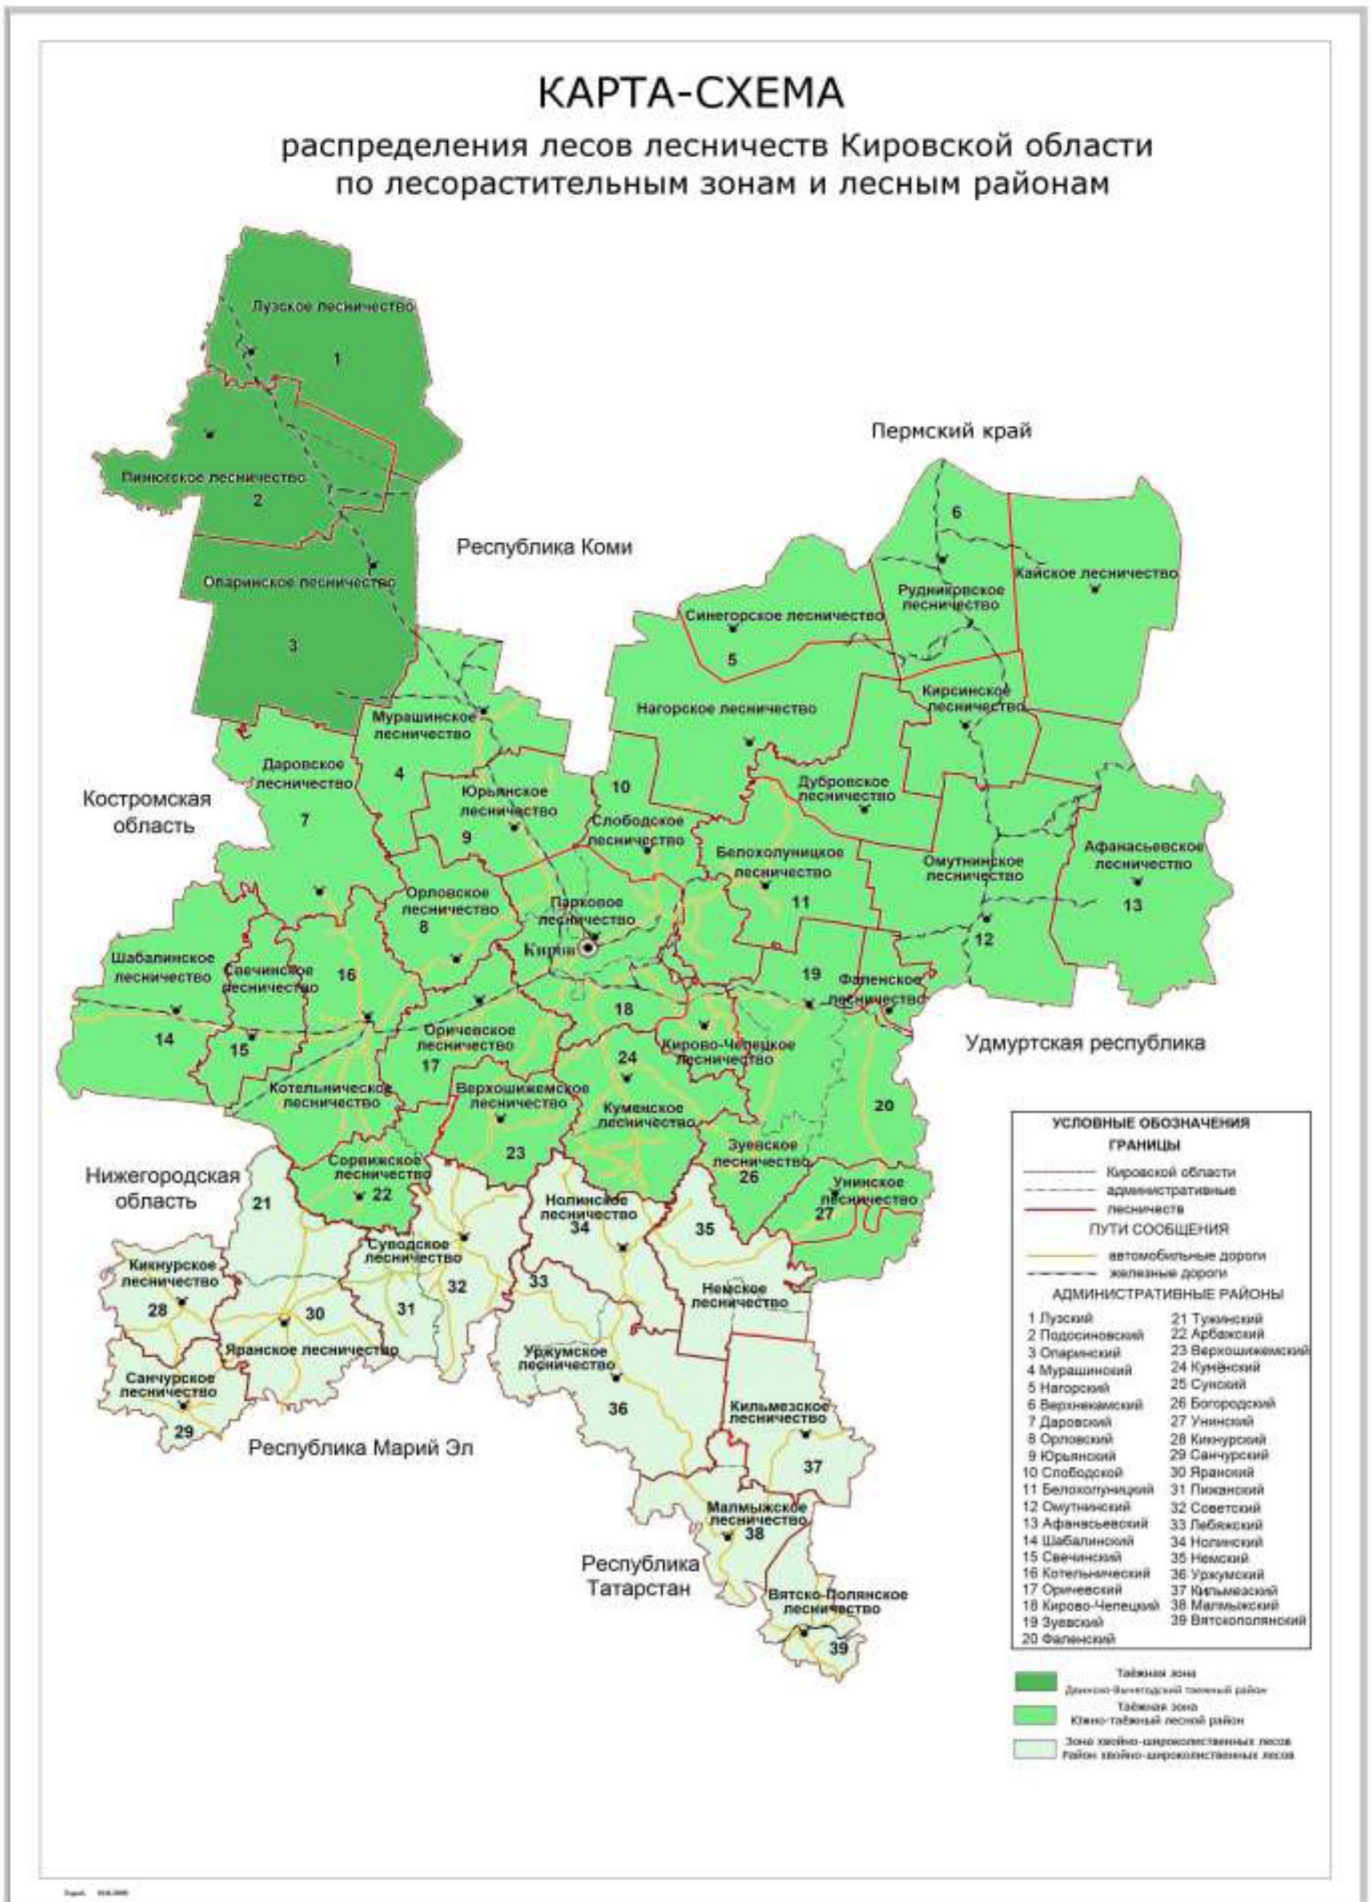 КАРТА-СХЕМА
распределения лесов лесничеств Кировской области
по лесорастительным зонам и лесным районам
Лузское лесничество
1
Пермский край
Пинюгское лесничество
2
6
Республика Коми
Опаринское лесничество
Кайское лесничество
Рудниковское
лесничество
Синегорское лесничество
3
5
Кирсинское
лесничество
Нагорское лесничество
Мурашинское
лесничество
Даровское
лесничество
4
10
Дубровское
лесничество
Юрьянское
лесничество
Костромская
область
7
9
Слободское
лесничество
Белохолуницкое
лесничество
Омутнинское
лесничество
Афанасьевское
лесничество
Орловское
лесничество
8
Парковое
лесничество
11
13
12
Киров
Шабалинское
лесничество
Свечинское
лесничество
16
19
Фаленское
лесничество
18
14
15
Оричевское
лесничество
17
24
Кирово-Чепецкое
лесничество
Удмуртская республика
Котельническое
лесничество
Верхошижемское
лесничество
Куменское
лесничество
20
23
Зуевское
лесничество
26
Сорвижское
лесничество
22
Нижегородская
область
21
Унинское
лесничество
27
Нолинское
лесничество
34
35
Суводское
лесничество
Кикнурское
лесничество
28
33
32
31
30
Немское
лесничество
Яранское лесничество
Уржумское
лесничество
Санчурское
лесничество
29
36
Кильмезское
лесничество
Республика Марий Эл
37
Малмыжское
лесничество
38
Республика
Татарстан
Вятско-Полянское
лесничество
39
УСЛОВНЫЕ ОБОЗНАЧЕНИЯ
ГРАНИЦЫ
Кировской области
административные
лесничеств
ПУТИ СООБЩЕНИЯ
автомобильные дороги
железные дороги
АДМИНИСТРАТИВНЫЕ РАЙОНЫ
1 Лузский
2 Подосиновский
3 Опаринский
4 Мурашинский
5 Нагорский
6 Верхнекамский
7 Даровский
8 Орловский
9 Юрьянский
10 Слободской
11 Белохолуницкий
12 Омутнинский
13 Афанасьевский
14 Шабалинский
15 Свечинский
16 Котельнический
17 Оричевский
18 Кирово-Чепецкий
19 Зуевский
20 Фаленский
21 Тужинский
22 Арбажский
23 Верхошижемский
24 Куменский
25 Сунский
26 Богородский
27 Унинский
28 Кикнурский
29 Санчурский
30 Яранский
31 Пижанский
32 Советский
33 Лебяжский
34 Нолинский
35 Немский
36 Уржумский
37 Кильмезский
38 Малмыжский
39 Вятскополянский
Таёжная зона
Двинско-Вычегодский таежный район
Таёжная зона
Южно-таёжный лесной район
Зона хвойно-широколиственных лесов
Район хвойно-широколиственных лесов